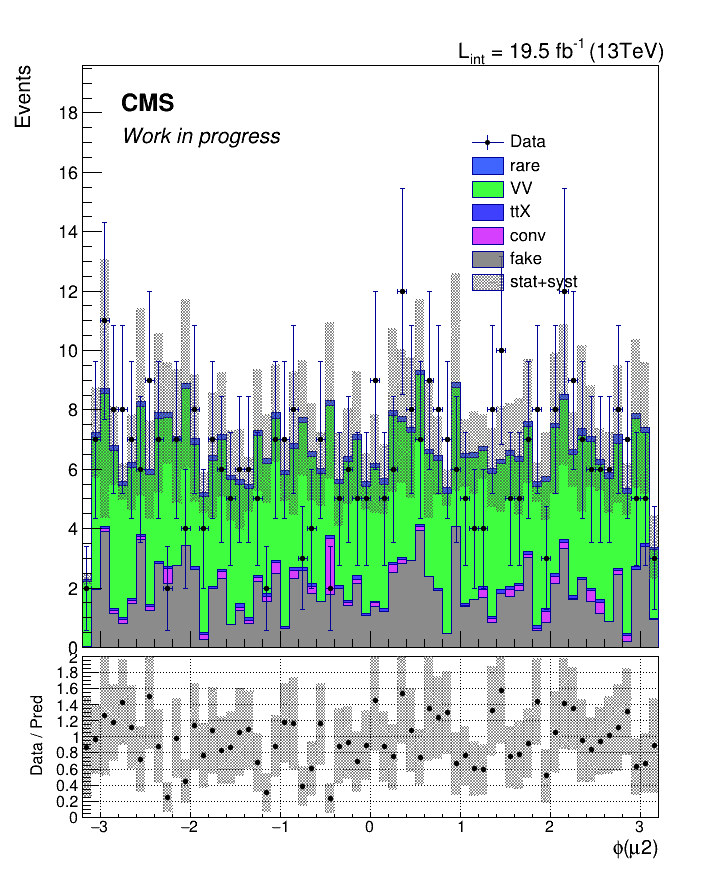 L_int = 19.5 fb^-1 (13TeV)
Events
CMS
Work in progress
Data
rare
VV
ttX
conv
fake
stat+syst
18
16
14
12
10
8
6
4
2
0
Data / Pred
2
1.8
1.6
1.4
1.2
1
0.8
0.6
0.4
0.2
0
−3 −2 −1 0 1 2 3
ϕ(μ2)